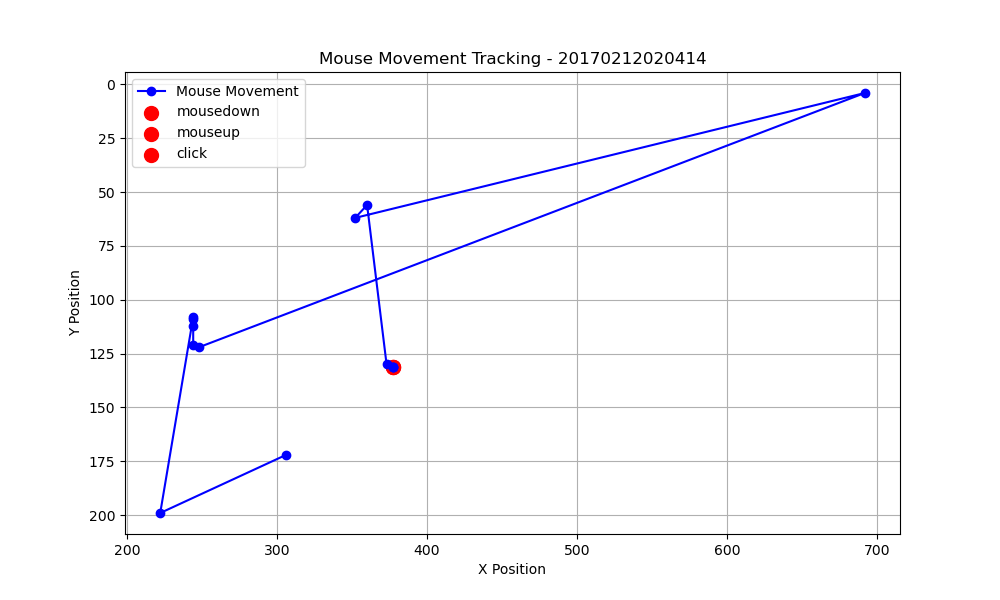 Mouse Movement Tracking - 20170212020414
Mouse Movement
mousedown
mouseup
click
0
25
50
75
100
125
150
175
200
Y Position
200 300 400 500 600 700
X Position